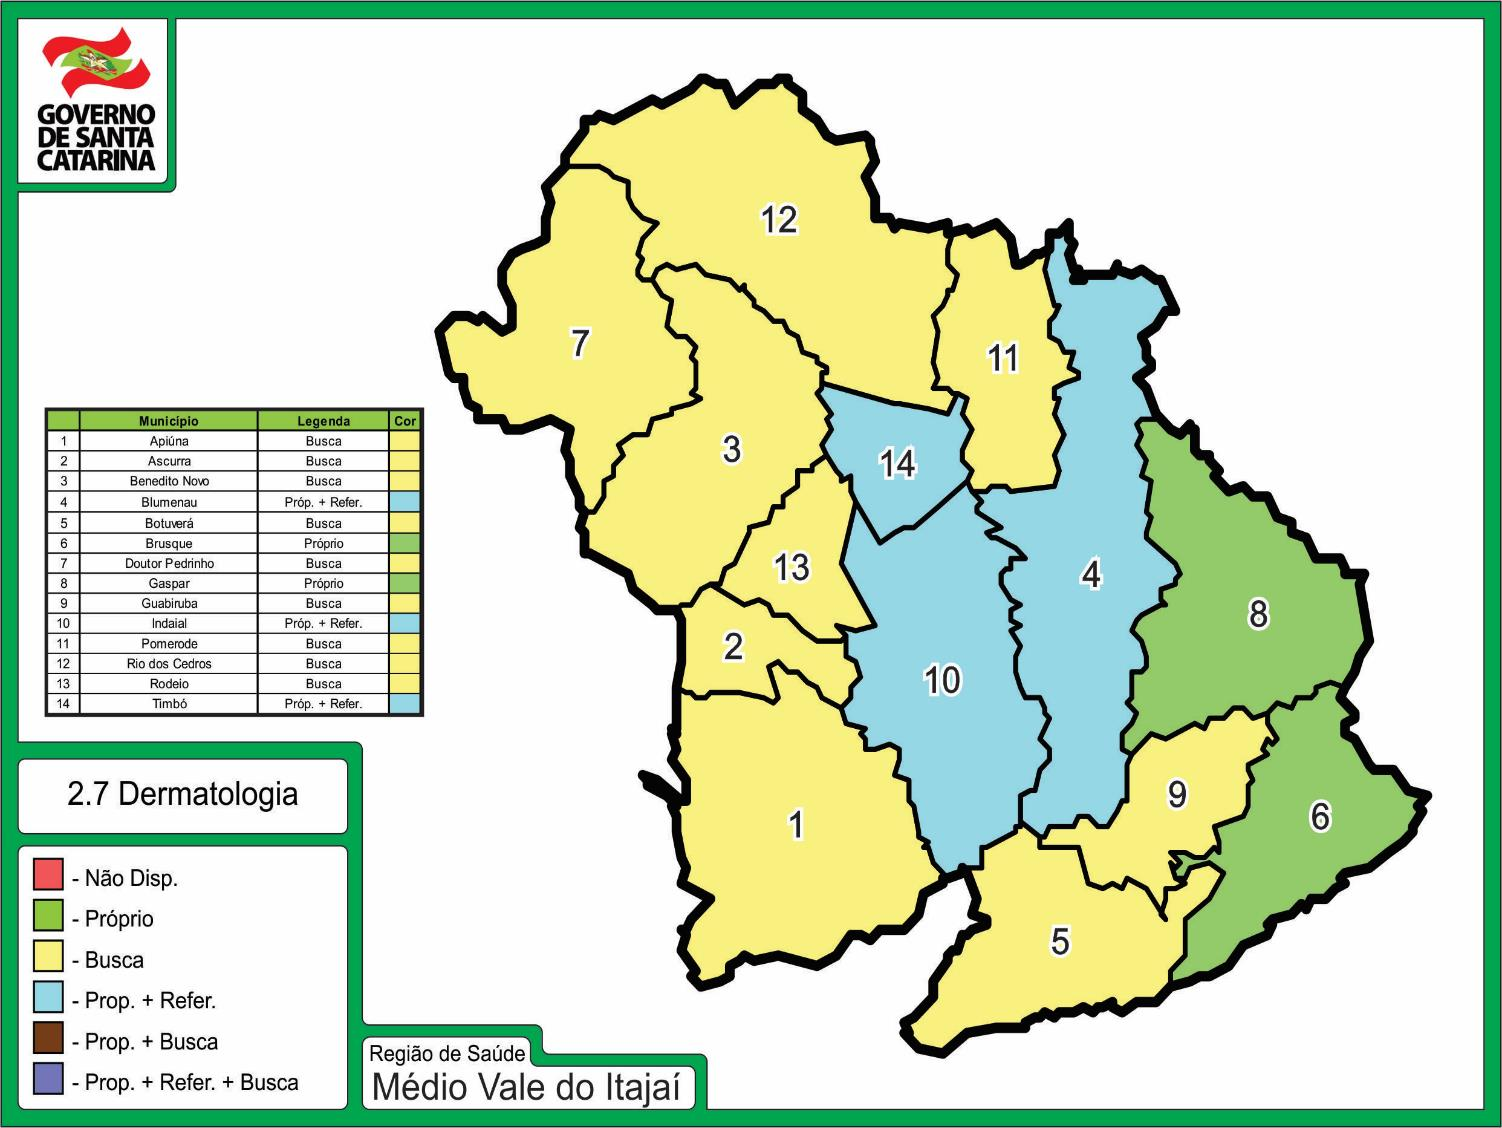 GOVERNO
DE SANTA
CATARINA
12
7
11
3
14
13
4
8
2
10
9
1
6
5
Município Legenda Cor
1 Apiúna Busca
2 Ascurra Busca
3 Benedito Novo Busca
4 Blumenau Próp. + Refer.
5 Botuverá Busca
6 Brusque Próprio
7 Doutor Pedrinho Busca
8 Gaspar Próprio
9 Guabiruba Busca
10 Indaial Próp. + Refer.
11 Pomerode Busca
12 Rio dos Cedros Busca
13 Rodeio Busca
14 Timbó Próp. + Refer.
2.7 Dermatologia
- Não Disp.
- Próprio
- Busca
- Prop. + Refer.
- Prop. + Busca
- Prop. + Refer. + Busca
Região de Saúde
Médio Vale do Itajaí